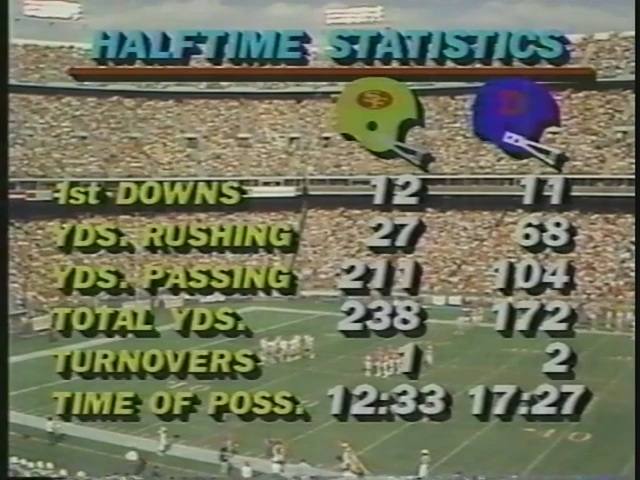 HALFTIME STATISTICS
SF D
1st DOWNS 12 11
YDS. RUSHING 27 68
YDS. PASSING 211 104
TOTAL YDS. 238 172
TURNOVERS 1 2
TIME OF POSS. 12:33 17:27